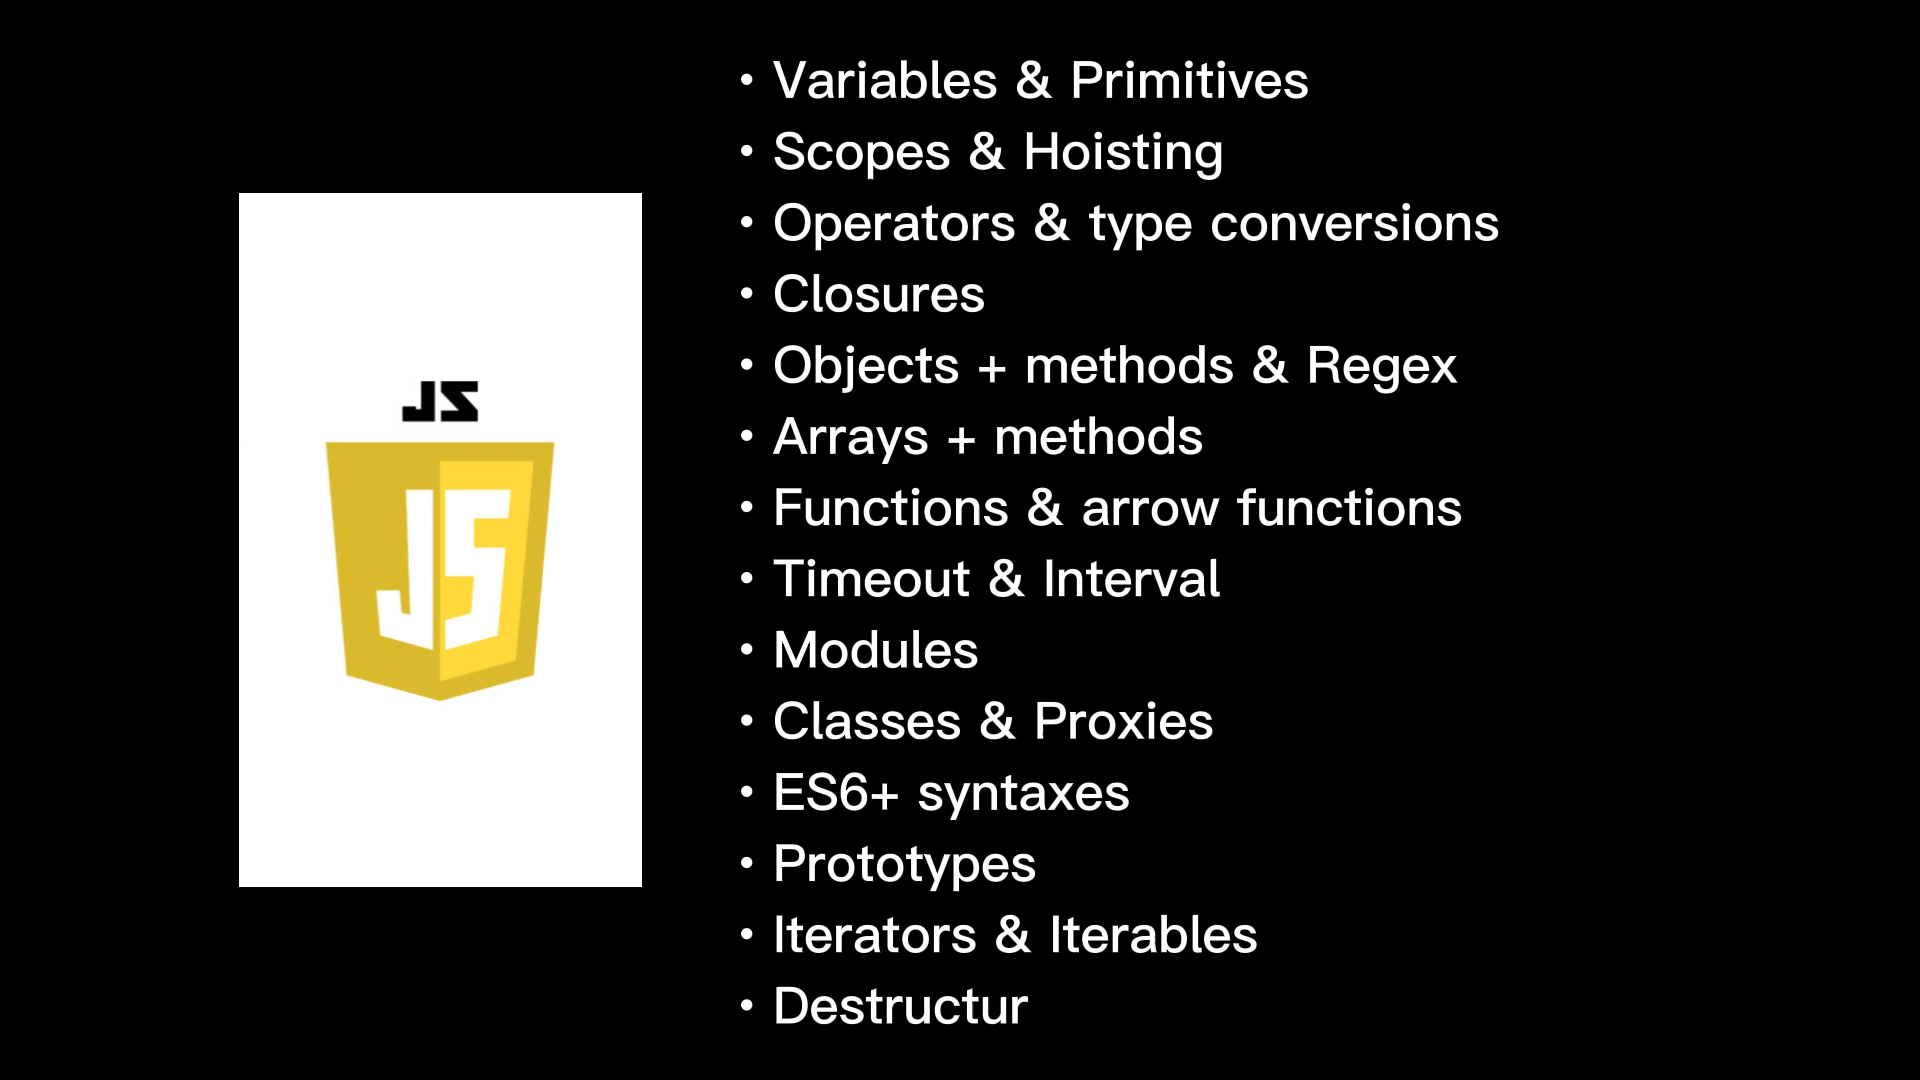 JS
JS
• Variables & Primitives
• Scopes & Hoisting
• Operators & type conversions
• Closures
• Objects + methods & Regex
• Arrays + methods
• Functions & arrow functions
• Timeout & Interval
• Modules
• Classes & Proxies
• ES6+ syntaxes
• Prototypes
• Iterators & Iterables
• Destructur